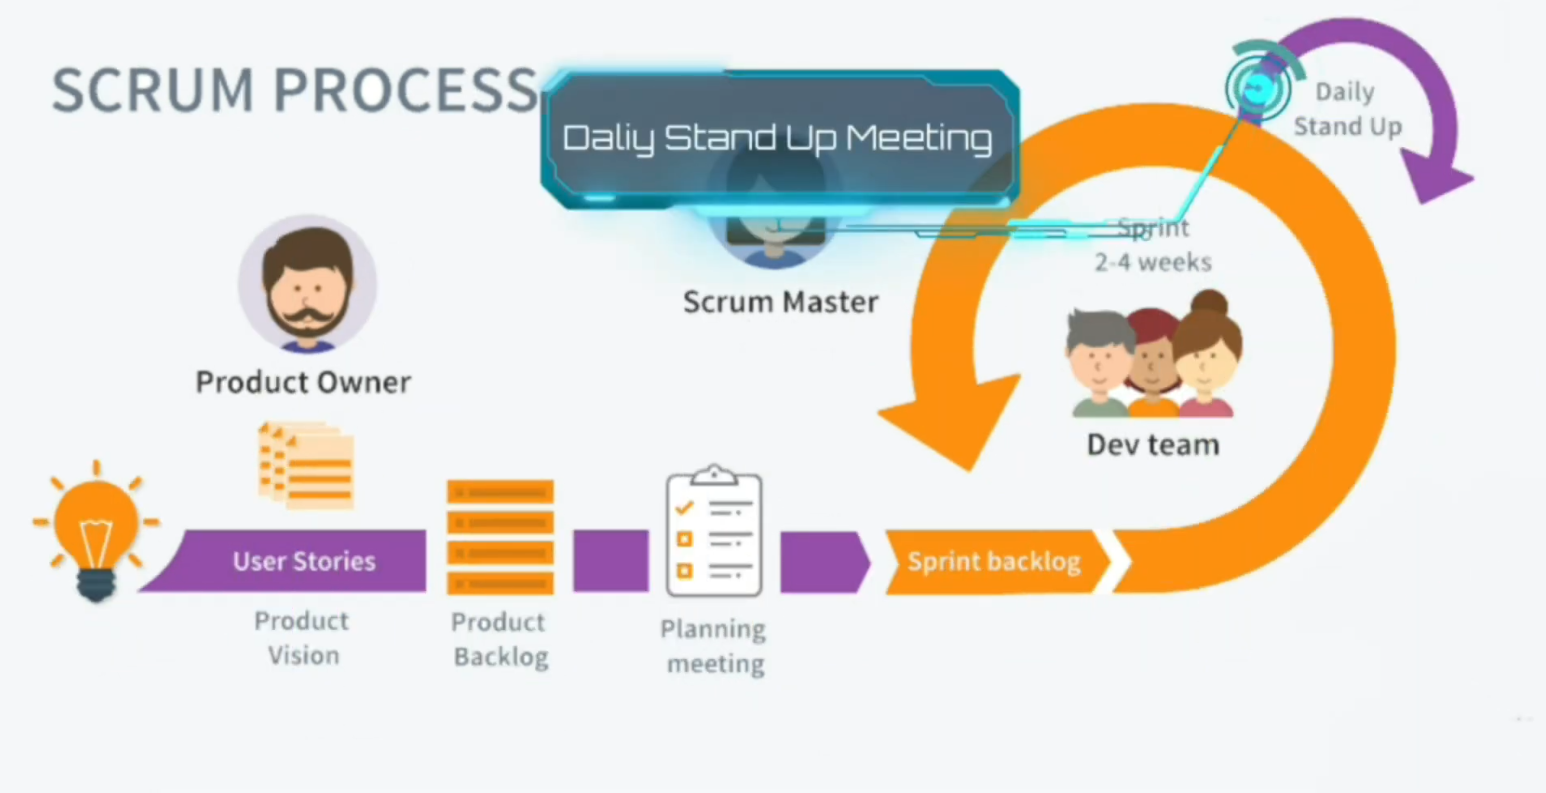 SCRUM PROCESS
Daliy Stand Up Meeting
Daily
Stand Up
Sprint
2-4 weeks
Scrum Master
Product Owner
Dev team
User Stories
Sprint backlog
Product
Vision
Product
Backlog
Planning
meeting